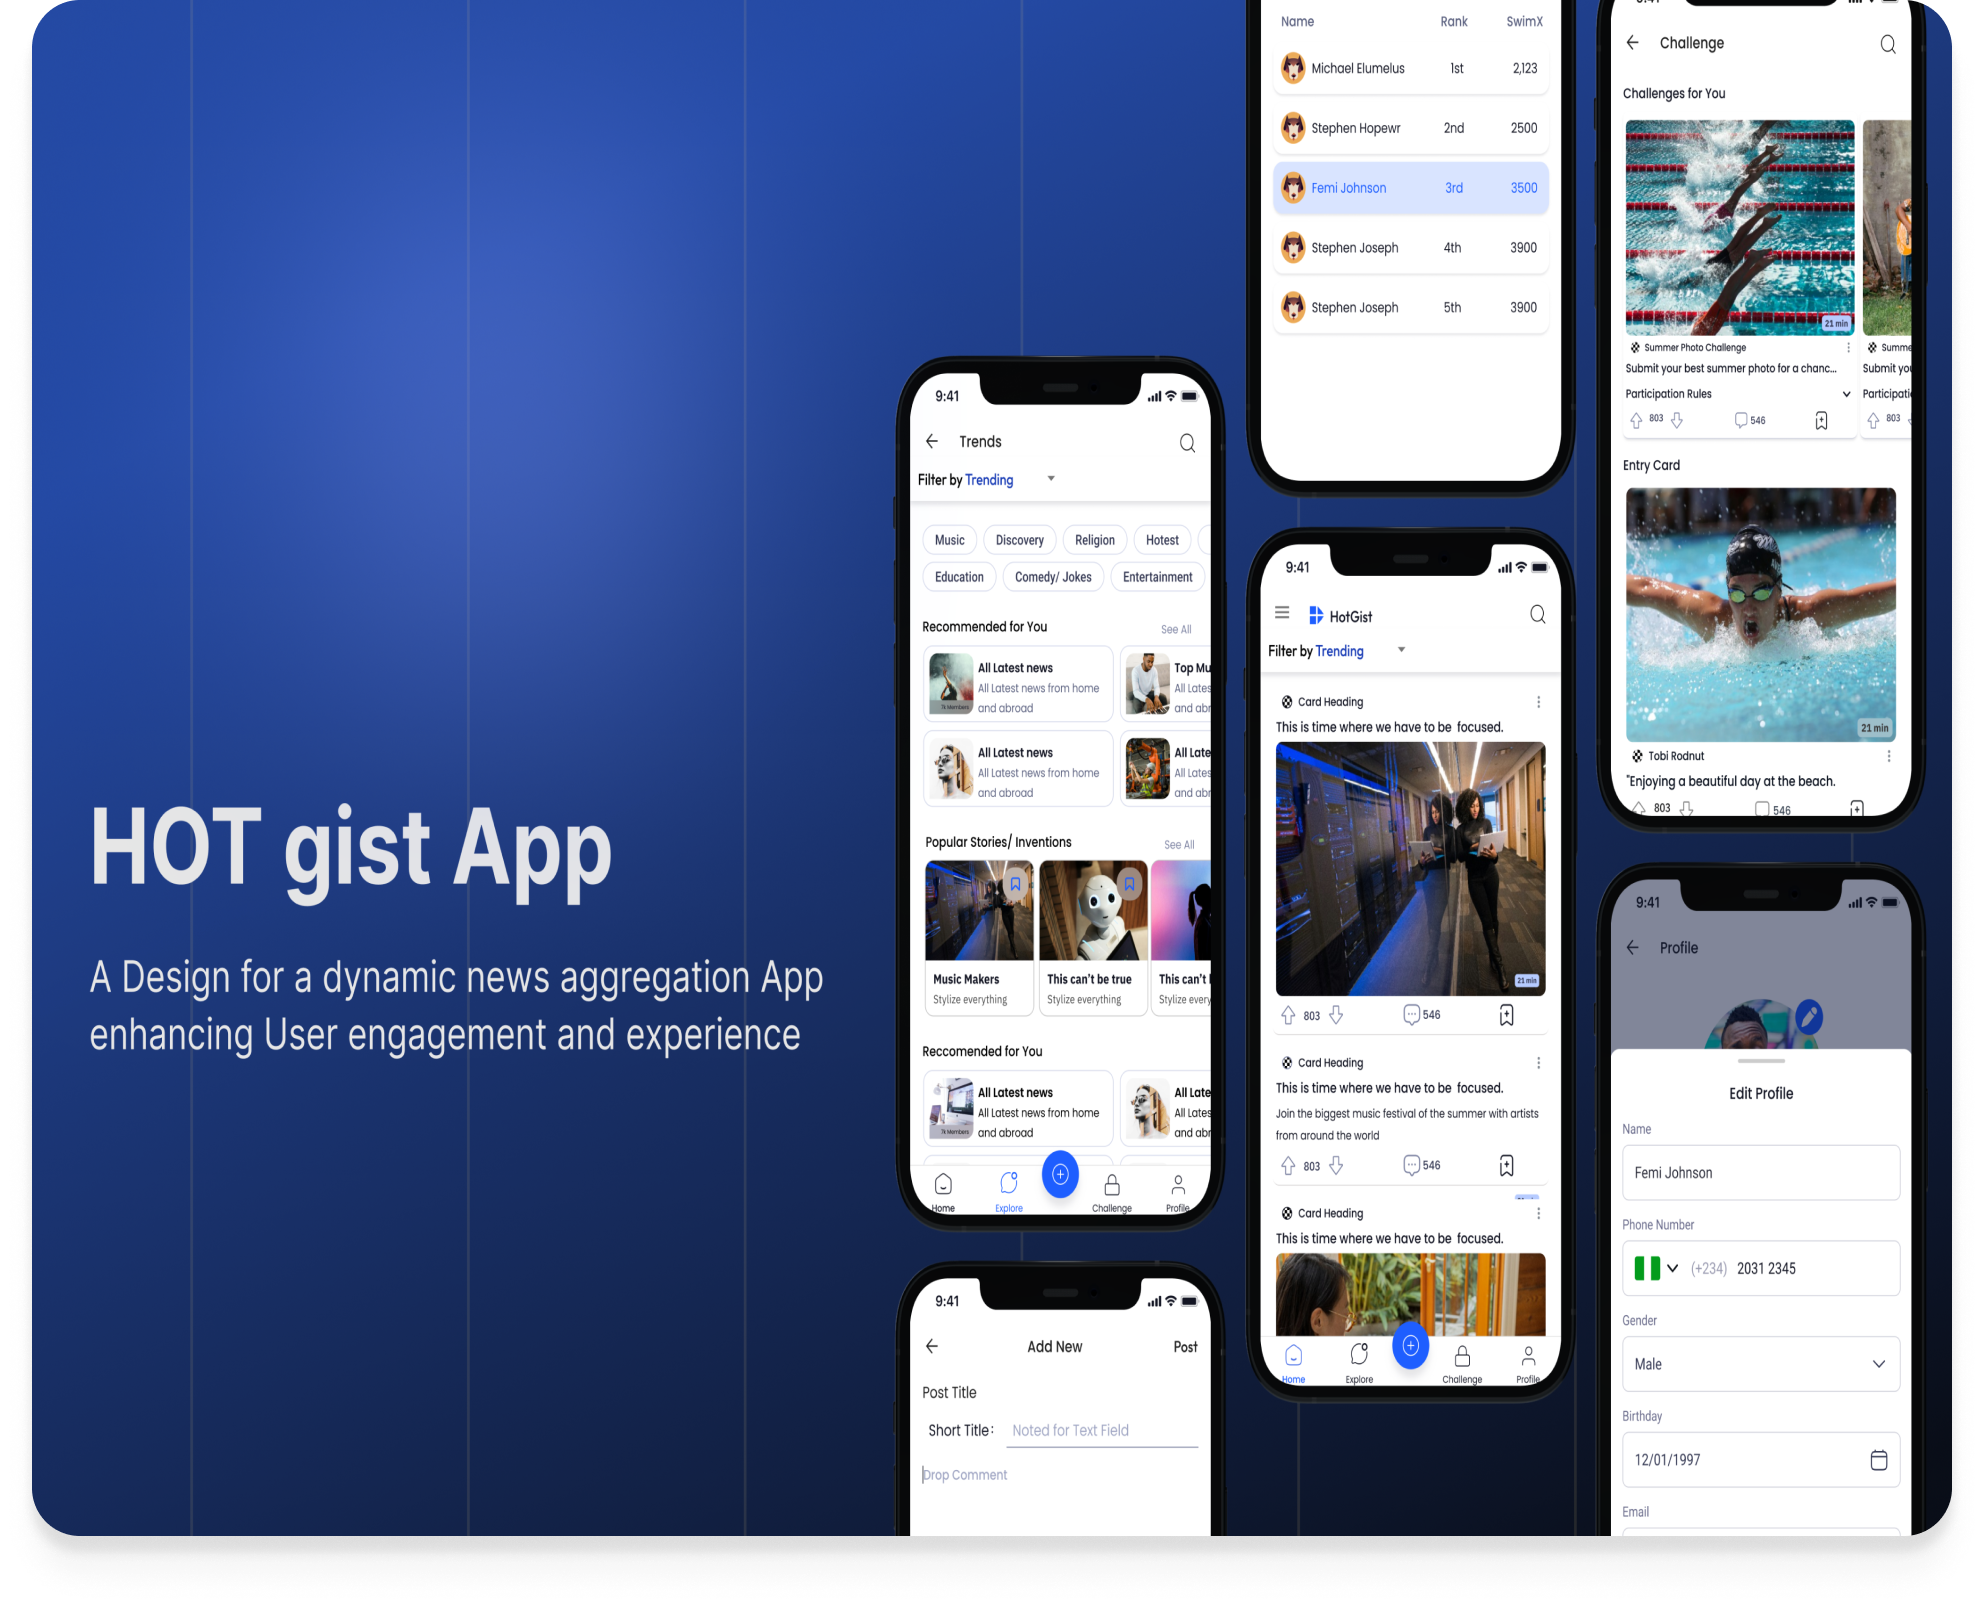 HOT gist App
A Design for a dynamic news aggregation App
enhancing User engagement and experience
9:41
Trends
Filter by Trending
Music Discovery Religion Hotest
Education Comedy/ Jokes Entertainment
Recommended for You See All
All Latest news
All Latest news from home
and abroad
7k Members
Top Mu
All Lates
and abr
All Latest news
All Latest news from home
and abroad
All Late
All Lates
and abr
Popular Stories/ Inventions See All
Music Makers
Stylize everything
This can't be true
Stylize everything
This can't
Stylize every
Reccomended for You
All Latest news
All Latest news from home
and abroad
7k Members
All Late
All Lates
and abr
Home Explore Challenge Profile
9:41
Add New Post
Post Title
Short Title: Noted for Text Field
Drop Comment
Name Rank SwimX
Michael Elumelus 1st 2,123
Stephen Hopewr 2nd 2500
Femi Johnson 3rd 3500
Stephen Joseph 4th 3900
Stephen Joseph 5th 3900
9:41
HotGist
Filter by Trending
Card Heading
This is time where we have to be focused.
21 min
803 546
Card Heading
This is time where we have to be focused.
Join the biggest music festival of the summer with artists
from around the world
803 546
Card Heading
This is time where we have to be focused.
Home Explore Challenge Profile
Challenge
Challenges for You
21 min
Summer Photo Challenge
Submit your best summer photo for a chanc...
Participation Rules
803 546
Summe
Submit you
Participati
803
Entry Card
21 min
Tobi Rodnut
"Enjoying a beautiful day at the beach.
803 546
9:41
Profile
Edit Profile
Name
Femi Johnson
Phone Number
(+234) 2031 2345
Gender
Male
Birthday
12/01/1997
Email